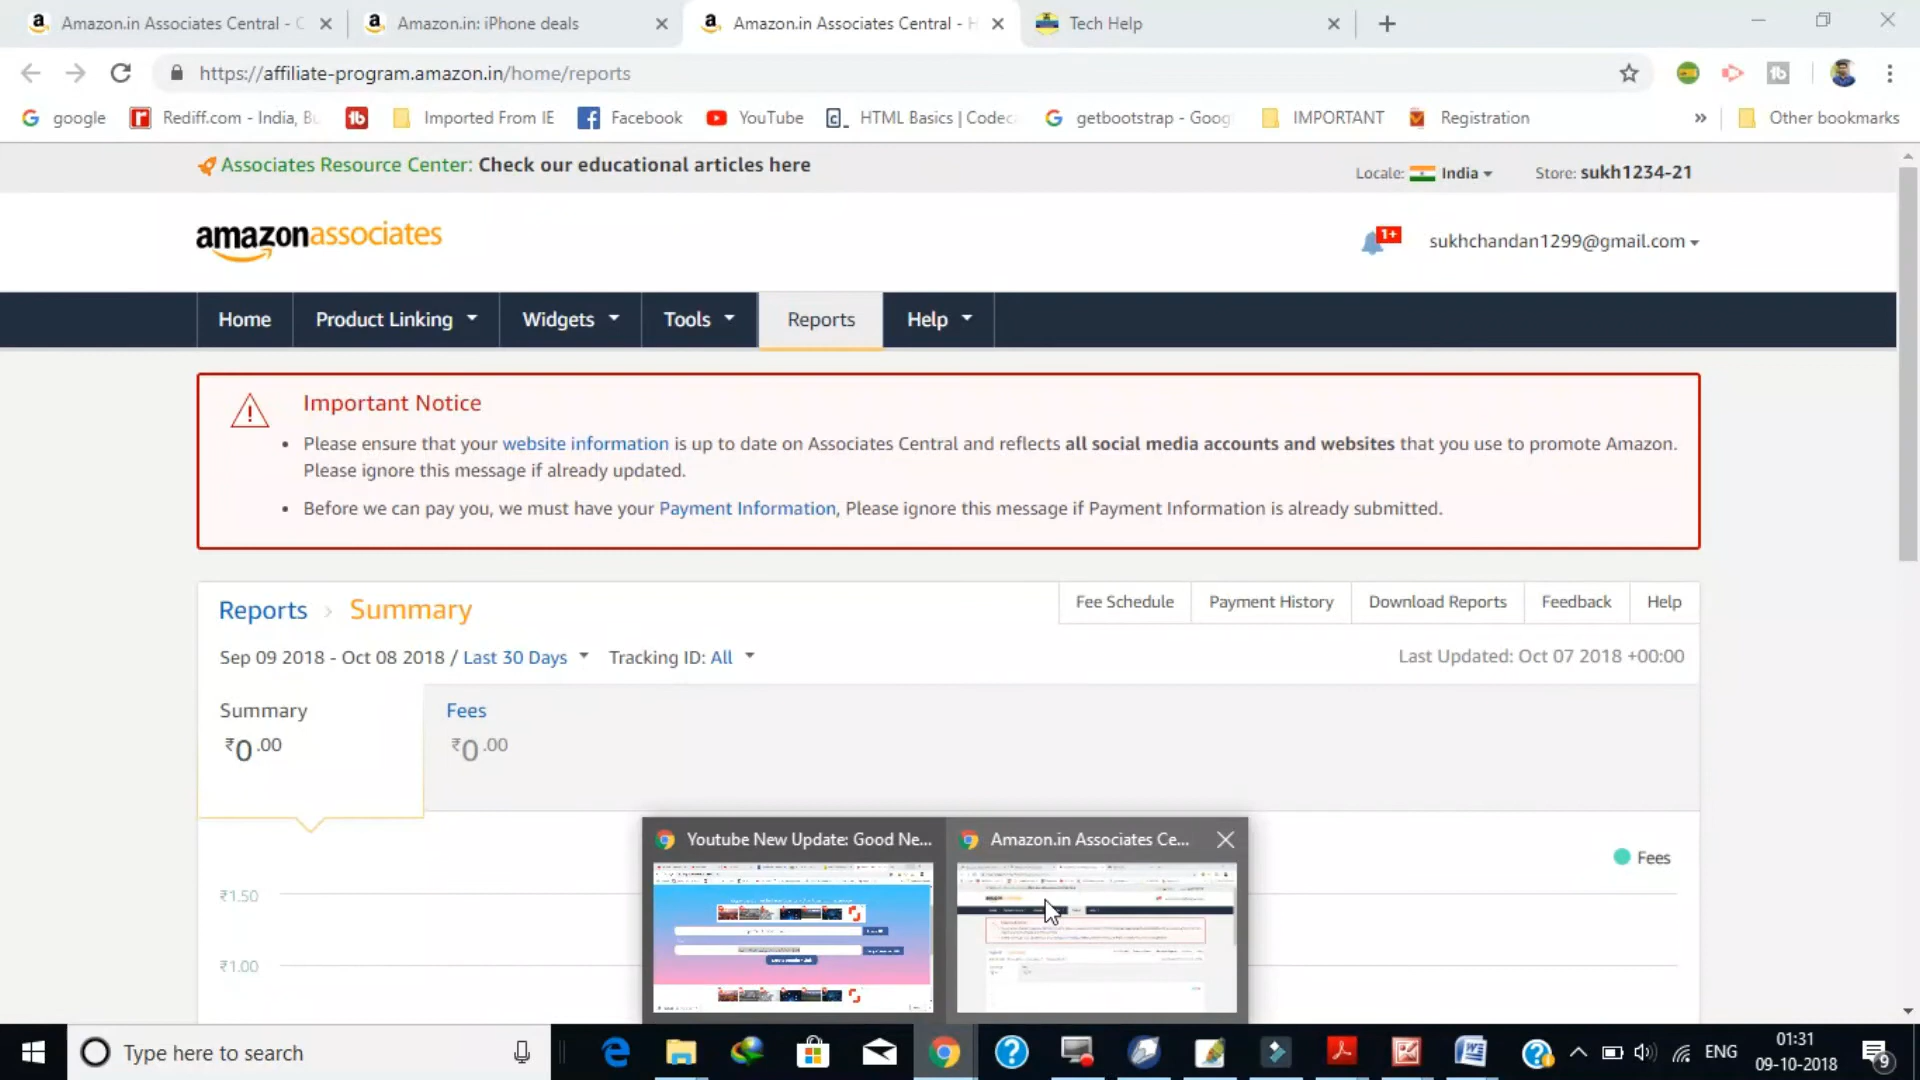 Amazon.in Associates Central - C
Amazon.in: iPhone deals
Amazon.in Associates Central - H
Tech Help
https://affiliate-program.amazon.in/home/reports
google
Rediff.com - India, Bu
Imported From IE
Facebook
YouTube
HTML Basics | Codeca
getbootstrap - Goog
IMPORTANT
Registration
»
Other bookmarks
Associates Resource Center: Check our educational articles here
Locale: India
Store: sukh1234-21
amazonassociates
1+
sukhchandan1299@gmail.com
Home
Product Linking
Widgets
Tools
Reports
Help
Important Notice
• Please ensure that your website information is up to date on Associates Central and reflects all social media accounts and websites that you use to promote Amazon.
Please ignore this message if already updated.
• Before we can pay you, we must have your Payment Information, Please ignore this message if Payment Information is already submitted.
Reports › Summary
Fee Schedule
Payment History
Download Reports
Feedback
Help
Sep 09 2018 - Oct 08 2018 / Last 30 Days
Tracking ID: All
Last Updated: Oct 07 2018 +00:00
Summary
₹0.00
Fees
₹0.00
Fees
₹1.50
₹1.00
Youtube New Update: Good Ne...
Amazon.in Associates Ce...
Type here to search
ENG
01:31
09-10-2018
9